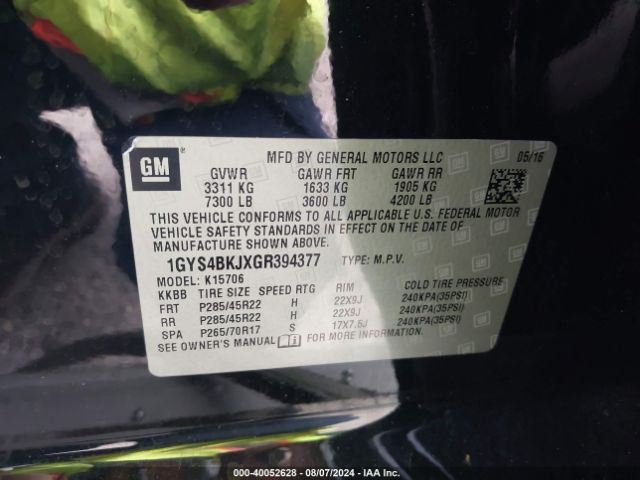 GM
MFD BY GENERAL MOTORS LLC 05/16
GVWR GAWR FRT GAWR RR
3311 KG 1633 KG 1905 KG
7300 LB 3600 LB 4200 LB
THIS VEHICLE CONFORMS TO ALL APPLICABLE U.S. FEDERAL MOTOR
VEHICLE SAFETY STANDARDS IN EFFECT ON THE DATE OF
MANUFACTURE SHOWN ABOVE.
1GYS4BKJXGR394377 TYPE: M.P.V.
MODEL: K15706
KKBB TIRE SIZE SPEED RTG RIM COLD TIRE PRESSURE
FRT P285/45R22 H 22X9J 240KPA(35PSI)
RR P285/45R22 H 22X9J 240KPA(35PSI)
SPA P265/70R17 S 17X7.5J 240KPA(35PSI)
SEE OWNER'S MANUAL FOR MORE INFORMATION.
000-40052628 - 08/07/2024 - IAA Inc.